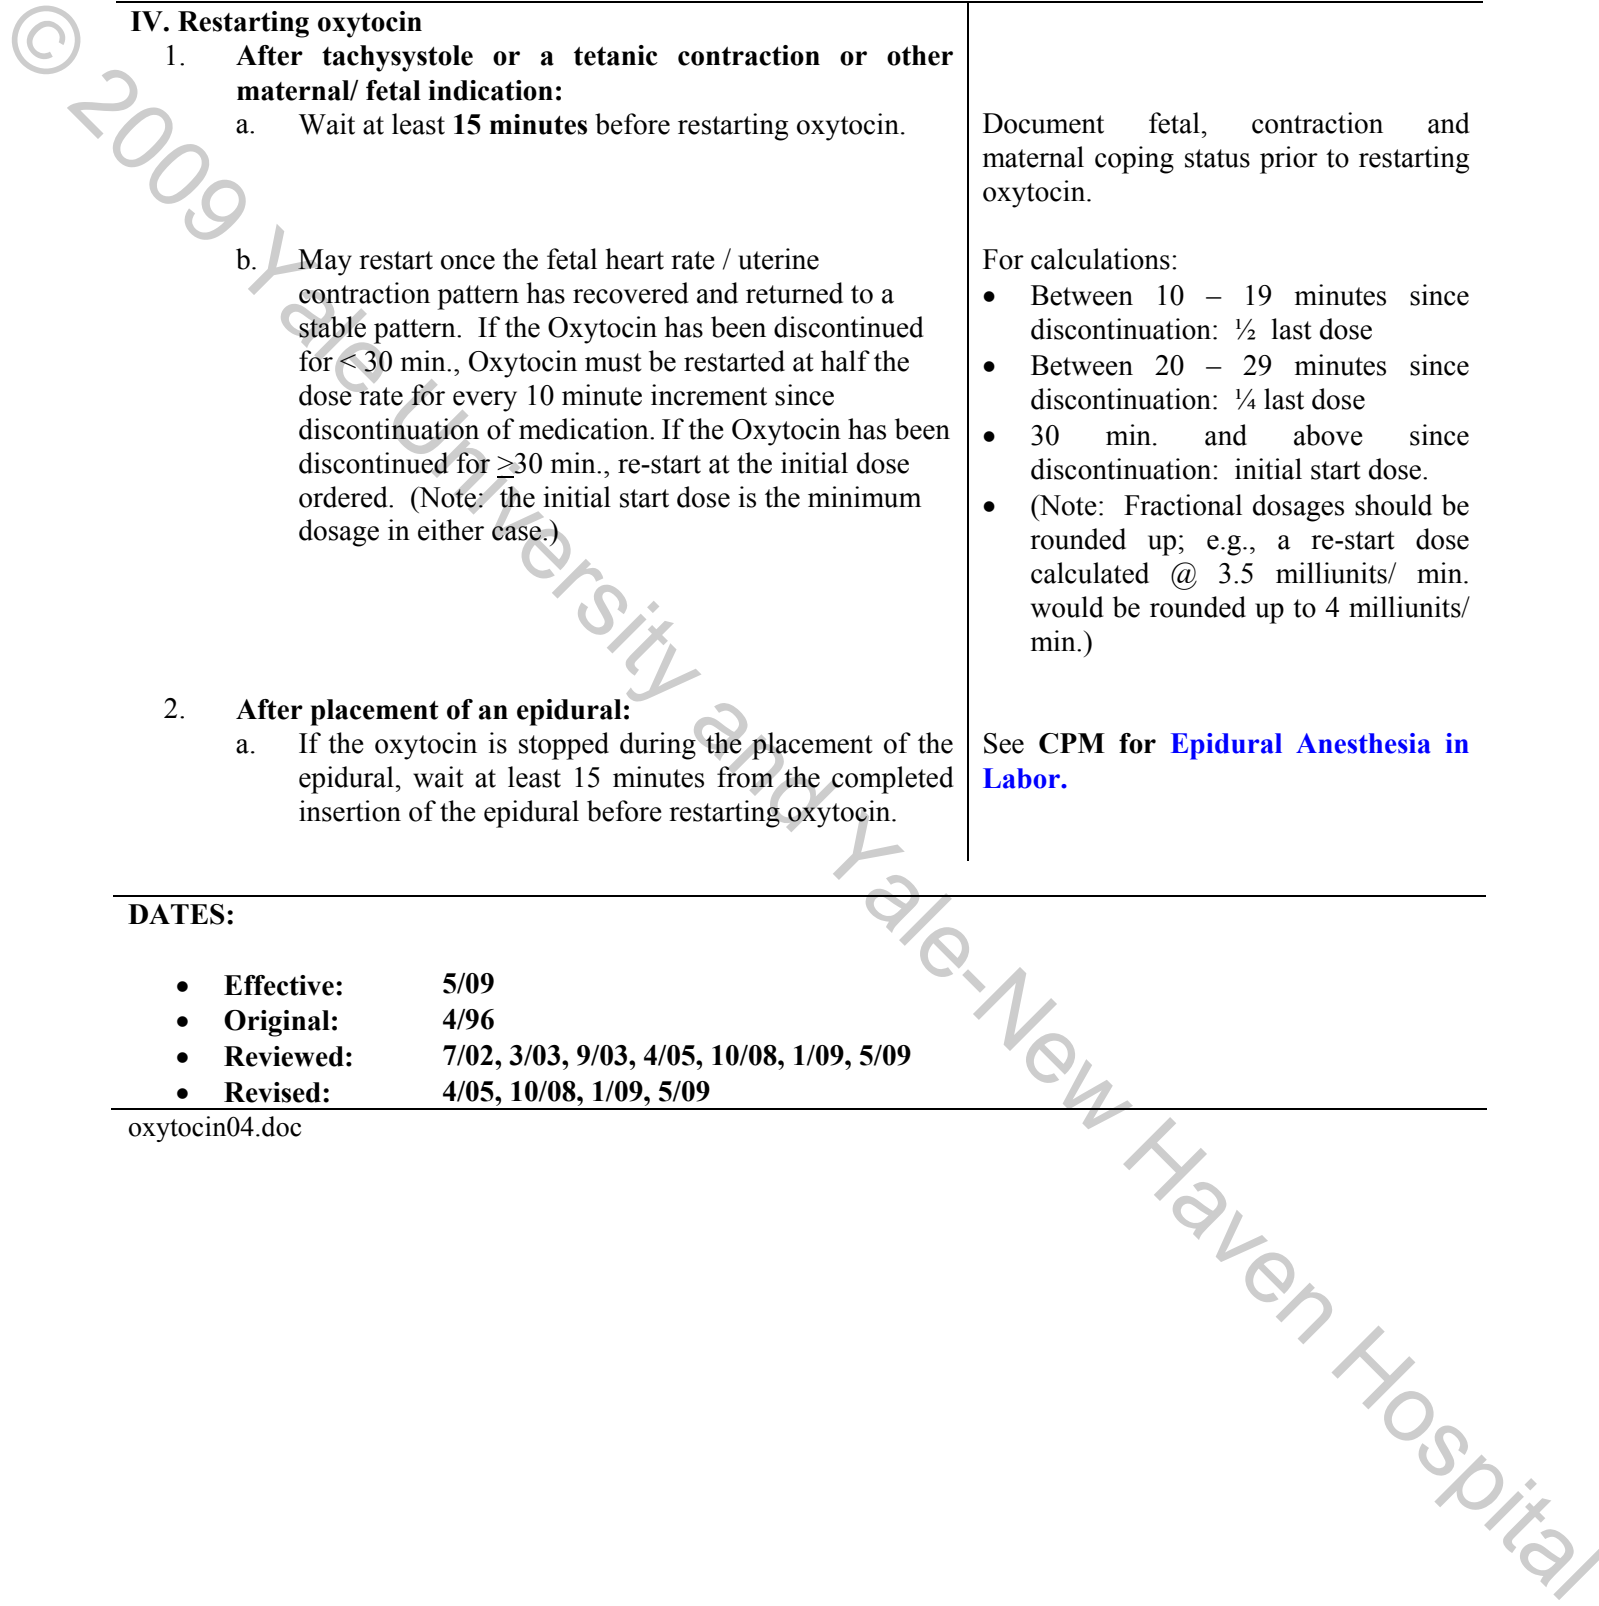 IV. Restarting oxytocin
1. After tachysystole or a tetanic contraction or other
maternal/ fetal indication:
a. Wait at least 15 minutes before restarting oxytocin.
b. May restart once the fetal heart rate / uterine
contraction pattern has recovered and returned to a
stable pattern. If the Oxytocin has been discontinued
for < 30 min., Oxytocin must be restarted at half the
dose rate for every 10 minute increment since
discontinuation of medication. If the Oxytocin has been
discontinued for >30 min., re-start at the initial dose
ordered. (Note: the initial start dose is the minimum
dosage in either case.)
2. After placement of an epidural:
a. If the oxytocin is stopped during the placement of the
epidural, wait at least 15 minutes from the completed
insertion of the epidural before restarting oxytocin.
Document fetal, contraction and
maternal coping status prior to restarting
oxytocin.
For calculations:
• Between 10 – 19 minutes since
discontinuation: ½ last dose
• Between 20 – 29 minutes since
discontinuation: ¼ last dose
• 30 min. and above since
discontinuation: initial start dose.
• (Note: Fractional dosages should be
rounded up; e.g., a re-start dose
calculated @ 3.5 milliunits/ min.
would be rounded up to 4 milliunits/
min.)
See CPM for Epidural Anesthesia in
Labor.
DATES:
• Effective: 5/09
• Original: 4/96
• Reviewed: 7/02, 3/03, 9/03, 4/05, 10/08, 1/09, 5/09
• Revised: 4/05, 10/08, 1/09, 5/09
oxytocin04.doc
© 2009 Yale University and Yale-New Haven Hospital